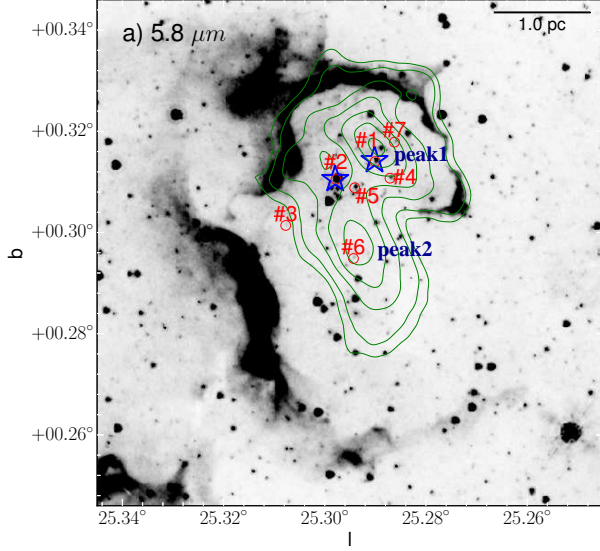 a) 5.8 μm
1.0 pc
+00.34°
+00.32°
+00.30°
+00.28°
+00.26°
b
#7
#1
peak1
#2
#4
#5
#3
#6
peak2
25.34°
25.32°
25.30°
25.28°
25.26°
l